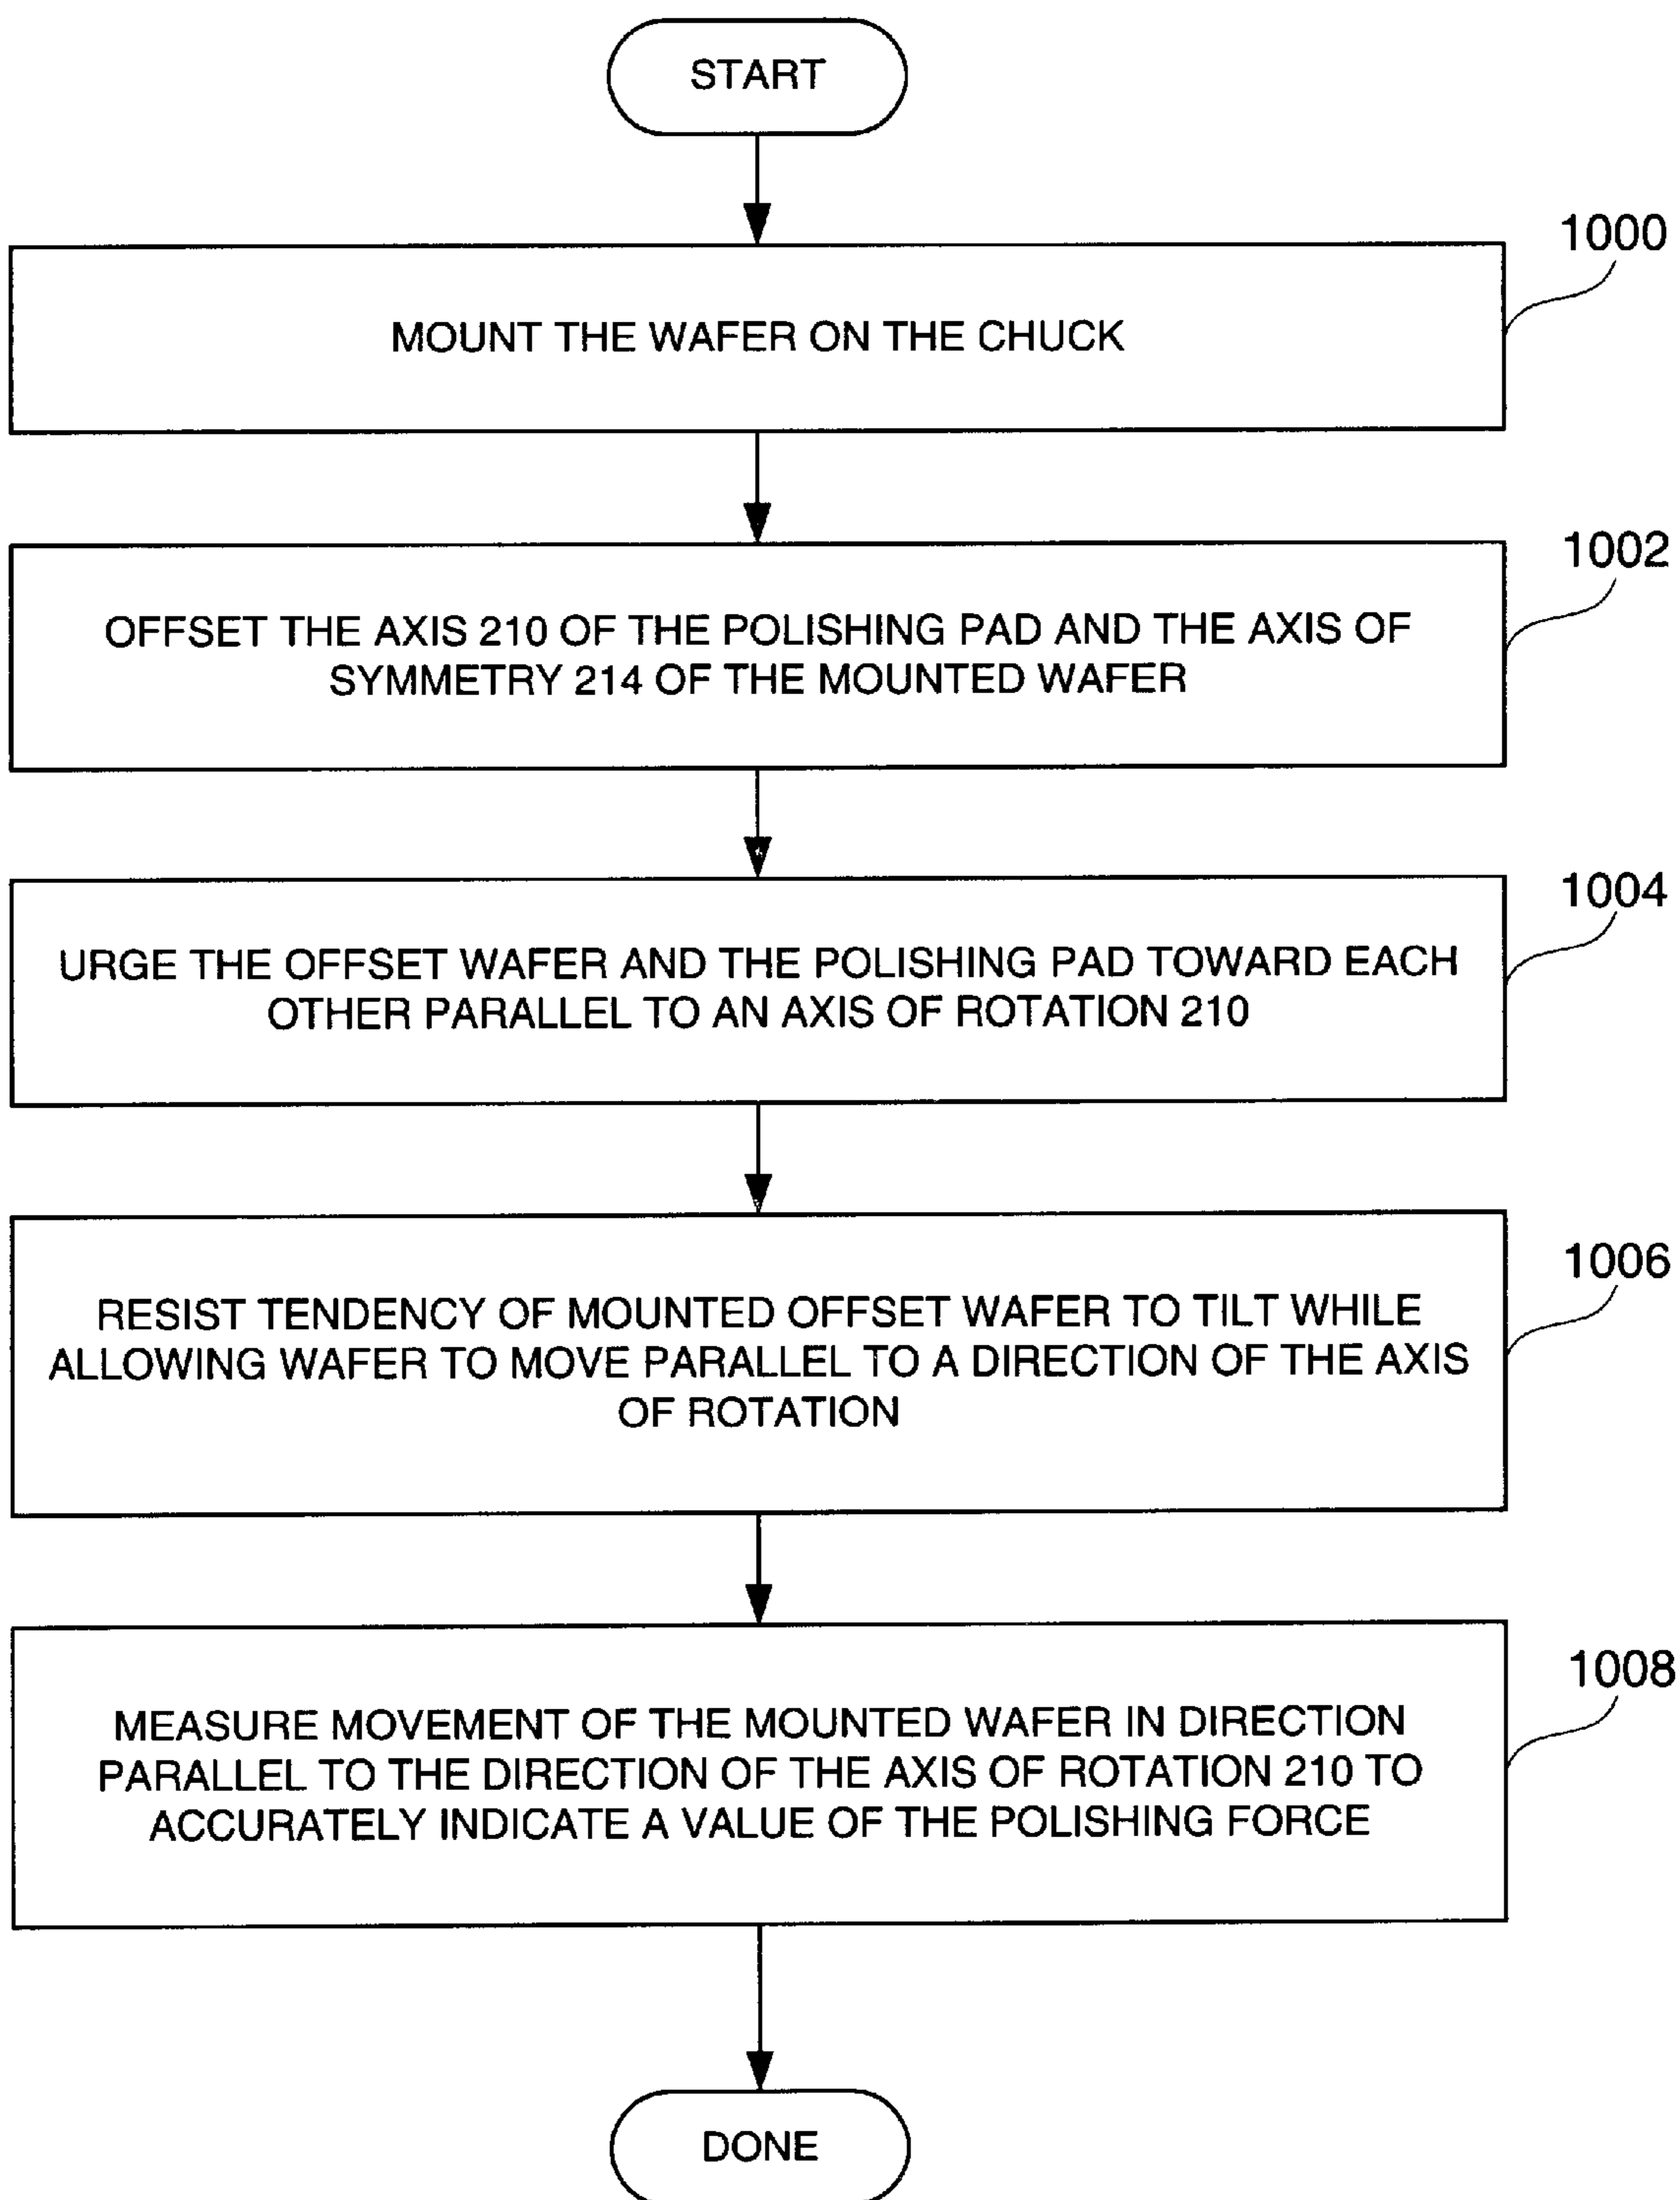 START
1000
MOUNT THE WAFER ON THE CHUCK
1002
OFFSET THE AXIS 210 OF THE POLISHING PAD AND THE AXIS OF
SYMMETRY 214 OF THE MOUNTED WAFER
1004
URGE THE OFFSET WAFER AND THE POLISHING PAD TOWARD EACH
OTHER PARALLEL TO AN AXIS OF ROTATION 210
1006
RESIST TENDENCY OF MOUNTED OFFSET WAFER TO TILT WHILE
ALLOWING WAFER TO MOVE PARALLEL TO A DIRECTION OF THE AXIS
OF ROTATION
1008
MEASURE MOVEMENT OF THE MOUNTED WAFER IN DIRECTION
PARALLEL TO THE DIRECTION OF THE AXIS OF ROTATION 210 TO
ACCURATELY INDICATE A VALUE OF THE POLISHING FORCE
DONE